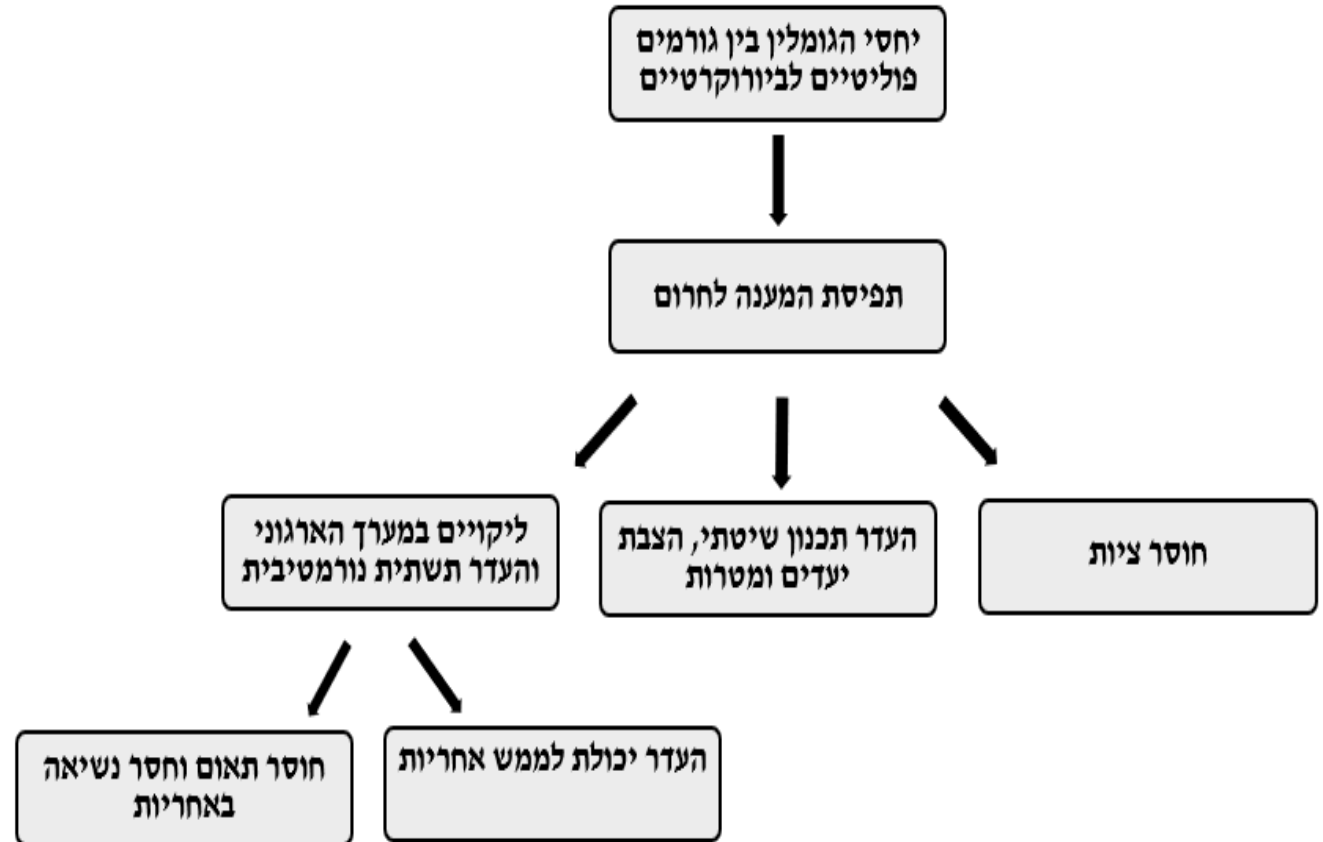 יחסי הגומלין בין גורמים
פוליטיים לביורוקרטיים
תפיסת המענה לחרום
חוסר ציות
העדר תכנון שיטתי, הצבת
יעדים ומטרות
ליקויים במערך הארגוני
והעדר תשתית נורמטיבית
העדר יכולת לממש אחריות
חוסר תאום וחסר נשיאה
באחריות